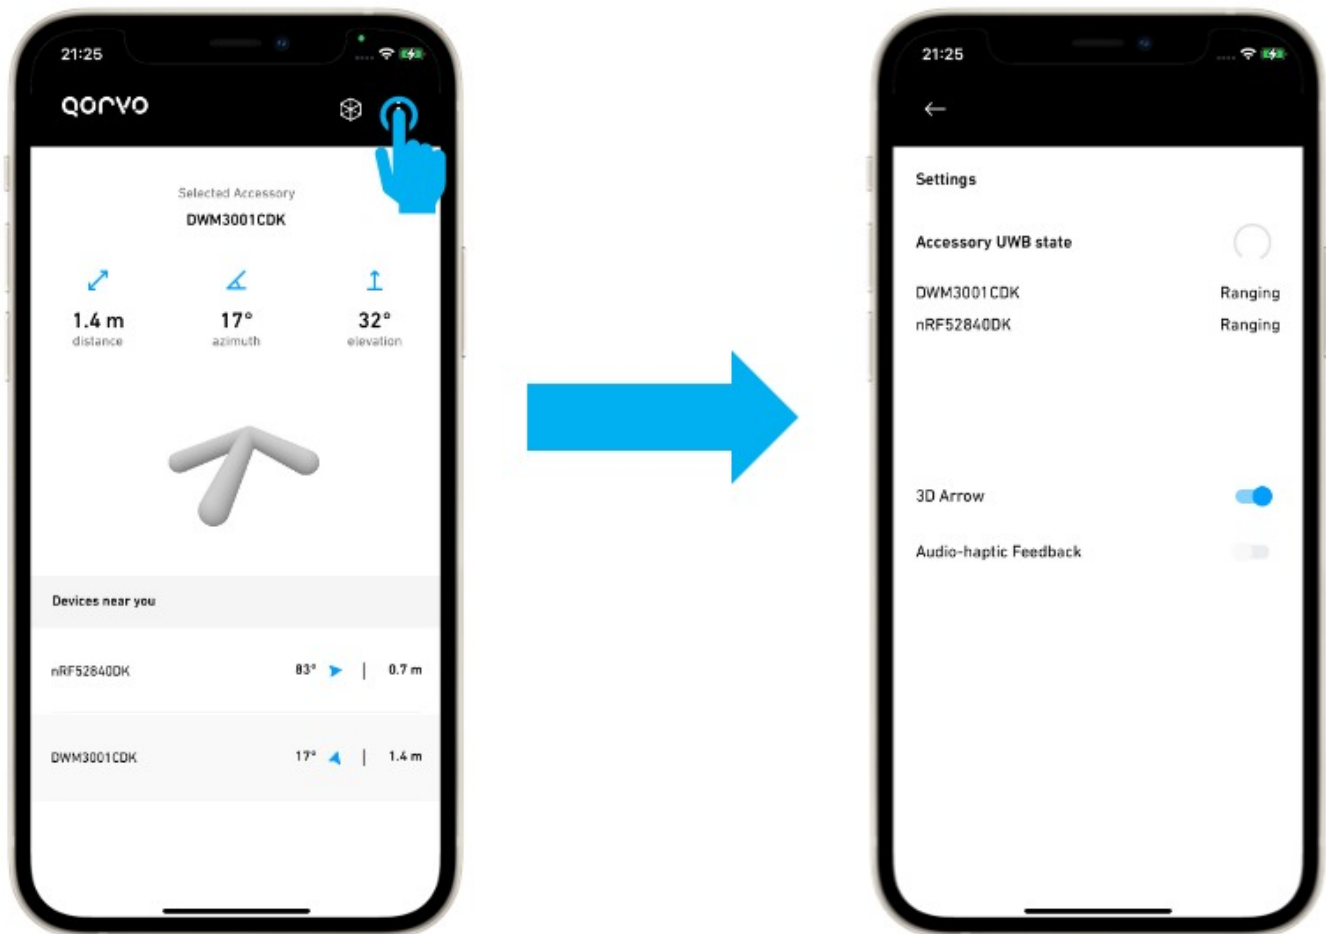 21:25
Qorvo
Selected Accessory
DWM3001CDK
1.4 m
distance
17°
azimuth
32°
elevation
Devices near you
nRF52840DK
83°
|
0.7 m
DWM3001CDK
17°
|
1.4 m
21:25
Settings
Accessory UWB state
DWM3001CDK
Ranging
nRF52840DK
Ranging
3D Arrow
Audio-haptic Feedback